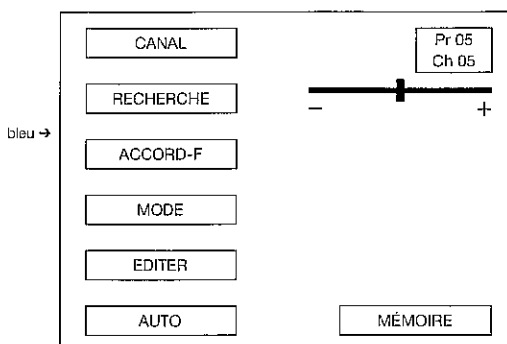 CANAL
Pr 05
Ch 05
RECHERCHE
− +
bleu →
ACCORD-F
MODE
EDITER
AUTO
MÉMOIRE